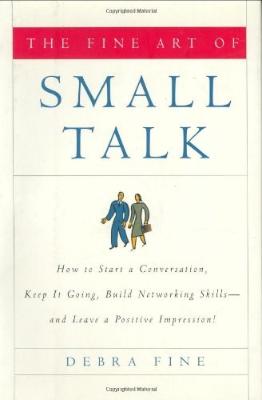 THE FINE ART OF
SMALL
TALK
How to Start a Conversation,
Keep It Going, Build Networking Skills—
and Leave a Positive Impression!
DEBRA FINE